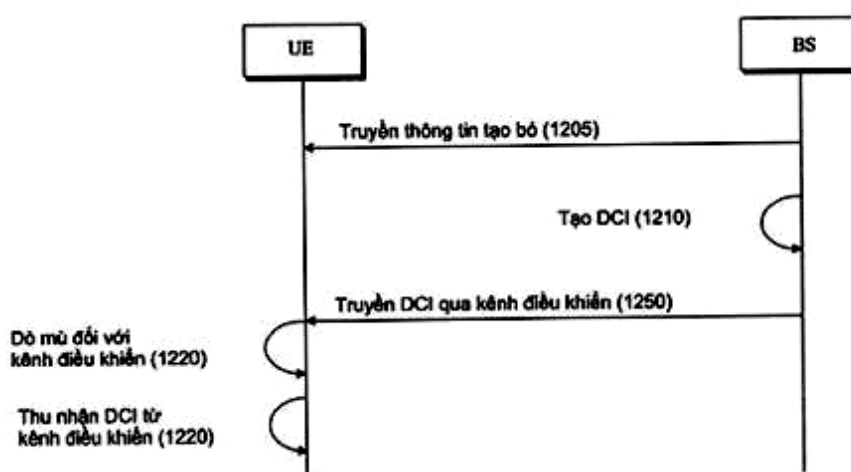 UE
BS
Truyền thông tin tạo bó (1205)
Tạo DCI (1210)
Truyền DCI qua kênh điều khiển (1250)
Dò mù đối với
kênh điều khiển (1220)
Thu nhận DCI từ
kênh điều khiển (1220)